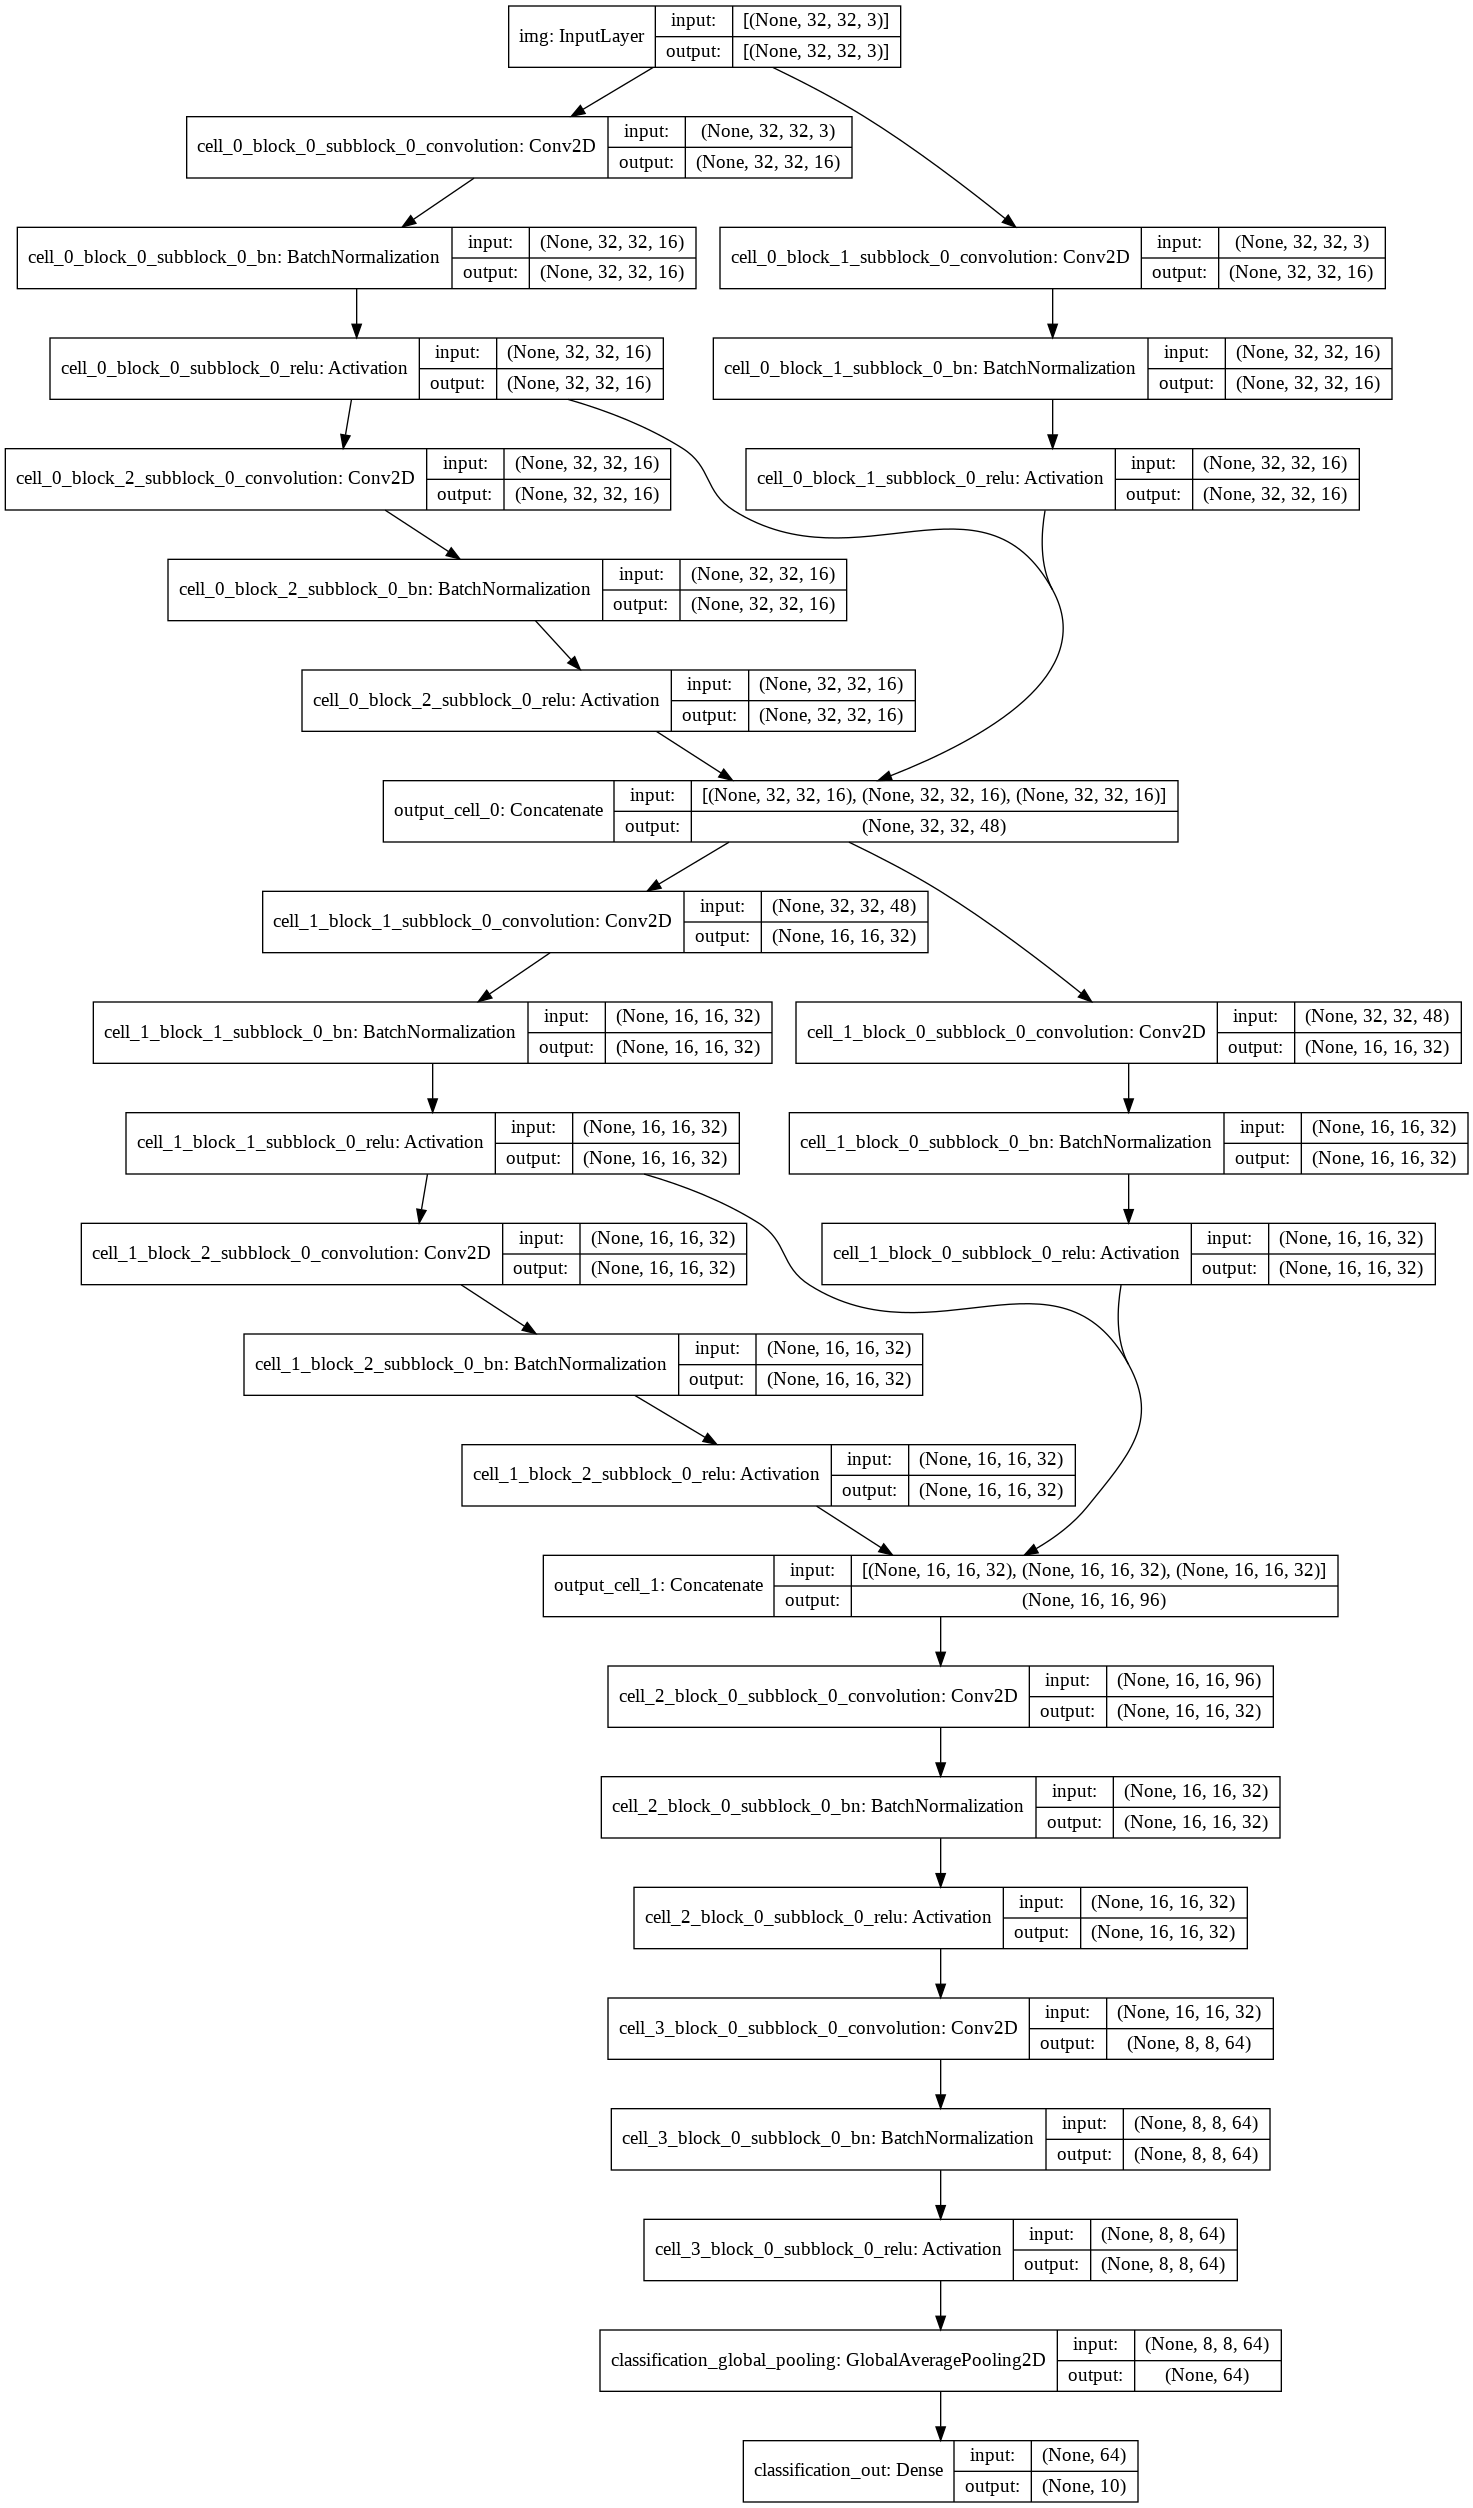 img: InputLayer
input:
[(None, 32, 32, 3)]
output:
[(None, 32, 32, 3)]
cell_0_block_0_subblock_0_convolution: Conv2D
input:
(None, 32, 32, 3)
output:
(None, 32, 32, 16)
cell_0_block_0_subblock_0_bn: BatchNormalization
input:
(None, 32, 32, 16)
output:
(None, 32, 32, 16)
cell_0_block_1_subblock_0_convolution: Conv2D
input:
(None, 32, 32, 3)
output:
(None, 32, 32, 16)
cell_0_block_0_subblock_0_relu: Activation
input:
(None, 32, 32, 16)
output:
(None, 32, 32, 16)
cell_0_block_1_subblock_0_bn: BatchNormalization
input:
(None, 32, 32, 16)
output:
(None, 32, 32, 16)
cell_0_block_2_subblock_0_convolution: Conv2D
input:
(None, 32, 32, 16)
output:
(None, 32, 32, 16)
cell_0_block_1_subblock_0_relu: Activation
input:
(None, 32, 32, 16)
output:
(None, 32, 32, 16)
cell_0_block_2_subblock_0_bn: BatchNormalization
input:
(None, 32, 32, 16)
output:
(None, 32, 32, 16)
cell_0_block_2_subblock_0_relu: Activation
input:
(None, 32, 32, 16)
output:
(None, 32, 32, 16)
output_cell_0: Concatenate
input:
[(None, 32, 32, 16), (None, 32, 32, 16), (None, 32, 32, 16)]
output:
(None, 32, 32, 48)
cell_1_block_1_subblock_0_convolution: Conv2D
input:
(None, 32, 32, 48)
output:
(None, 16, 16, 32)
cell_1_block_1_subblock_0_bn: BatchNormalization
input:
(None, 16, 16, 32)
output:
(None, 16, 16, 32)
cell_1_block_0_subblock_0_convolution: Conv2D
input:
(None, 32, 32, 48)
output:
(None, 16, 16, 32)
cell_1_block_1_subblock_0_relu: Activation
input:
(None, 16, 16, 32)
output:
(None, 16, 16, 32)
cell_1_block_0_subblock_0_bn: BatchNormalization
input:
(None, 16, 16, 32)
output:
(None, 16, 16, 32)
cell_1_block_2_subblock_0_convolution: Conv2D
input:
(None, 16, 16, 32)
output:
(None, 16, 16, 32)
cell_1_block_0_subblock_0_relu: Activation
input:
(None, 16, 16, 32)
output:
(None, 16, 16, 32)
cell_1_block_2_subblock_0_bn: BatchNormalization
input:
(None, 16, 16, 32)
output:
(None, 16, 16, 32)
cell_1_block_2_subblock_0_relu: Activation
input:
(None, 16, 16, 32)
output:
(None, 16, 16, 32)
output_cell_1: Concatenate
input:
[(None, 16, 16, 32), (None, 16, 16, 32), (None, 16, 16, 32)]
output:
(None, 16, 16, 96)
cell_2_block_0_subblock_0_convolution: Conv2D
input:
(None, 16, 16, 96)
output:
(None, 16, 16, 32)
cell_2_block_0_subblock_0_bn: BatchNormalization
input:
(None, 16, 16, 32)
output:
(None, 16, 16, 32)
cell_2_block_0_subblock_0_relu: Activation
input:
(None, 16, 16, 32)
output:
(None, 16, 16, 32)
cell_3_block_0_subblock_0_convolution: Conv2D
input:
(None, 16, 16, 32)
output:
(None, 8, 8, 64)
cell_3_block_0_subblock_0_bn: BatchNormalization
input:
(None, 8, 8, 64)
output:
(None, 8, 8, 64)
cell_3_block_0_subblock_0_relu: Activation
input:
(None, 8, 8, 64)
output:
(None, 8, 8, 64)
classification_global_pooling: GlobalAveragePooling2D
input:
(None, 8, 8, 64)
output:
(None, 64)
classification_out: Dense
input:
(None, 64)
output:
(None, 10)